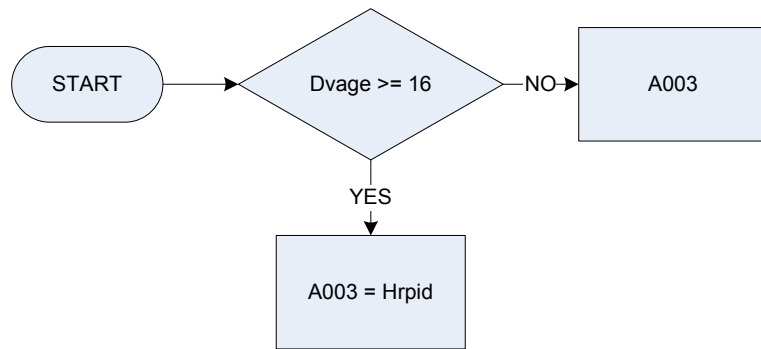 START
Dvage >= 16
NO
A003
YES
A003 = Hrpid